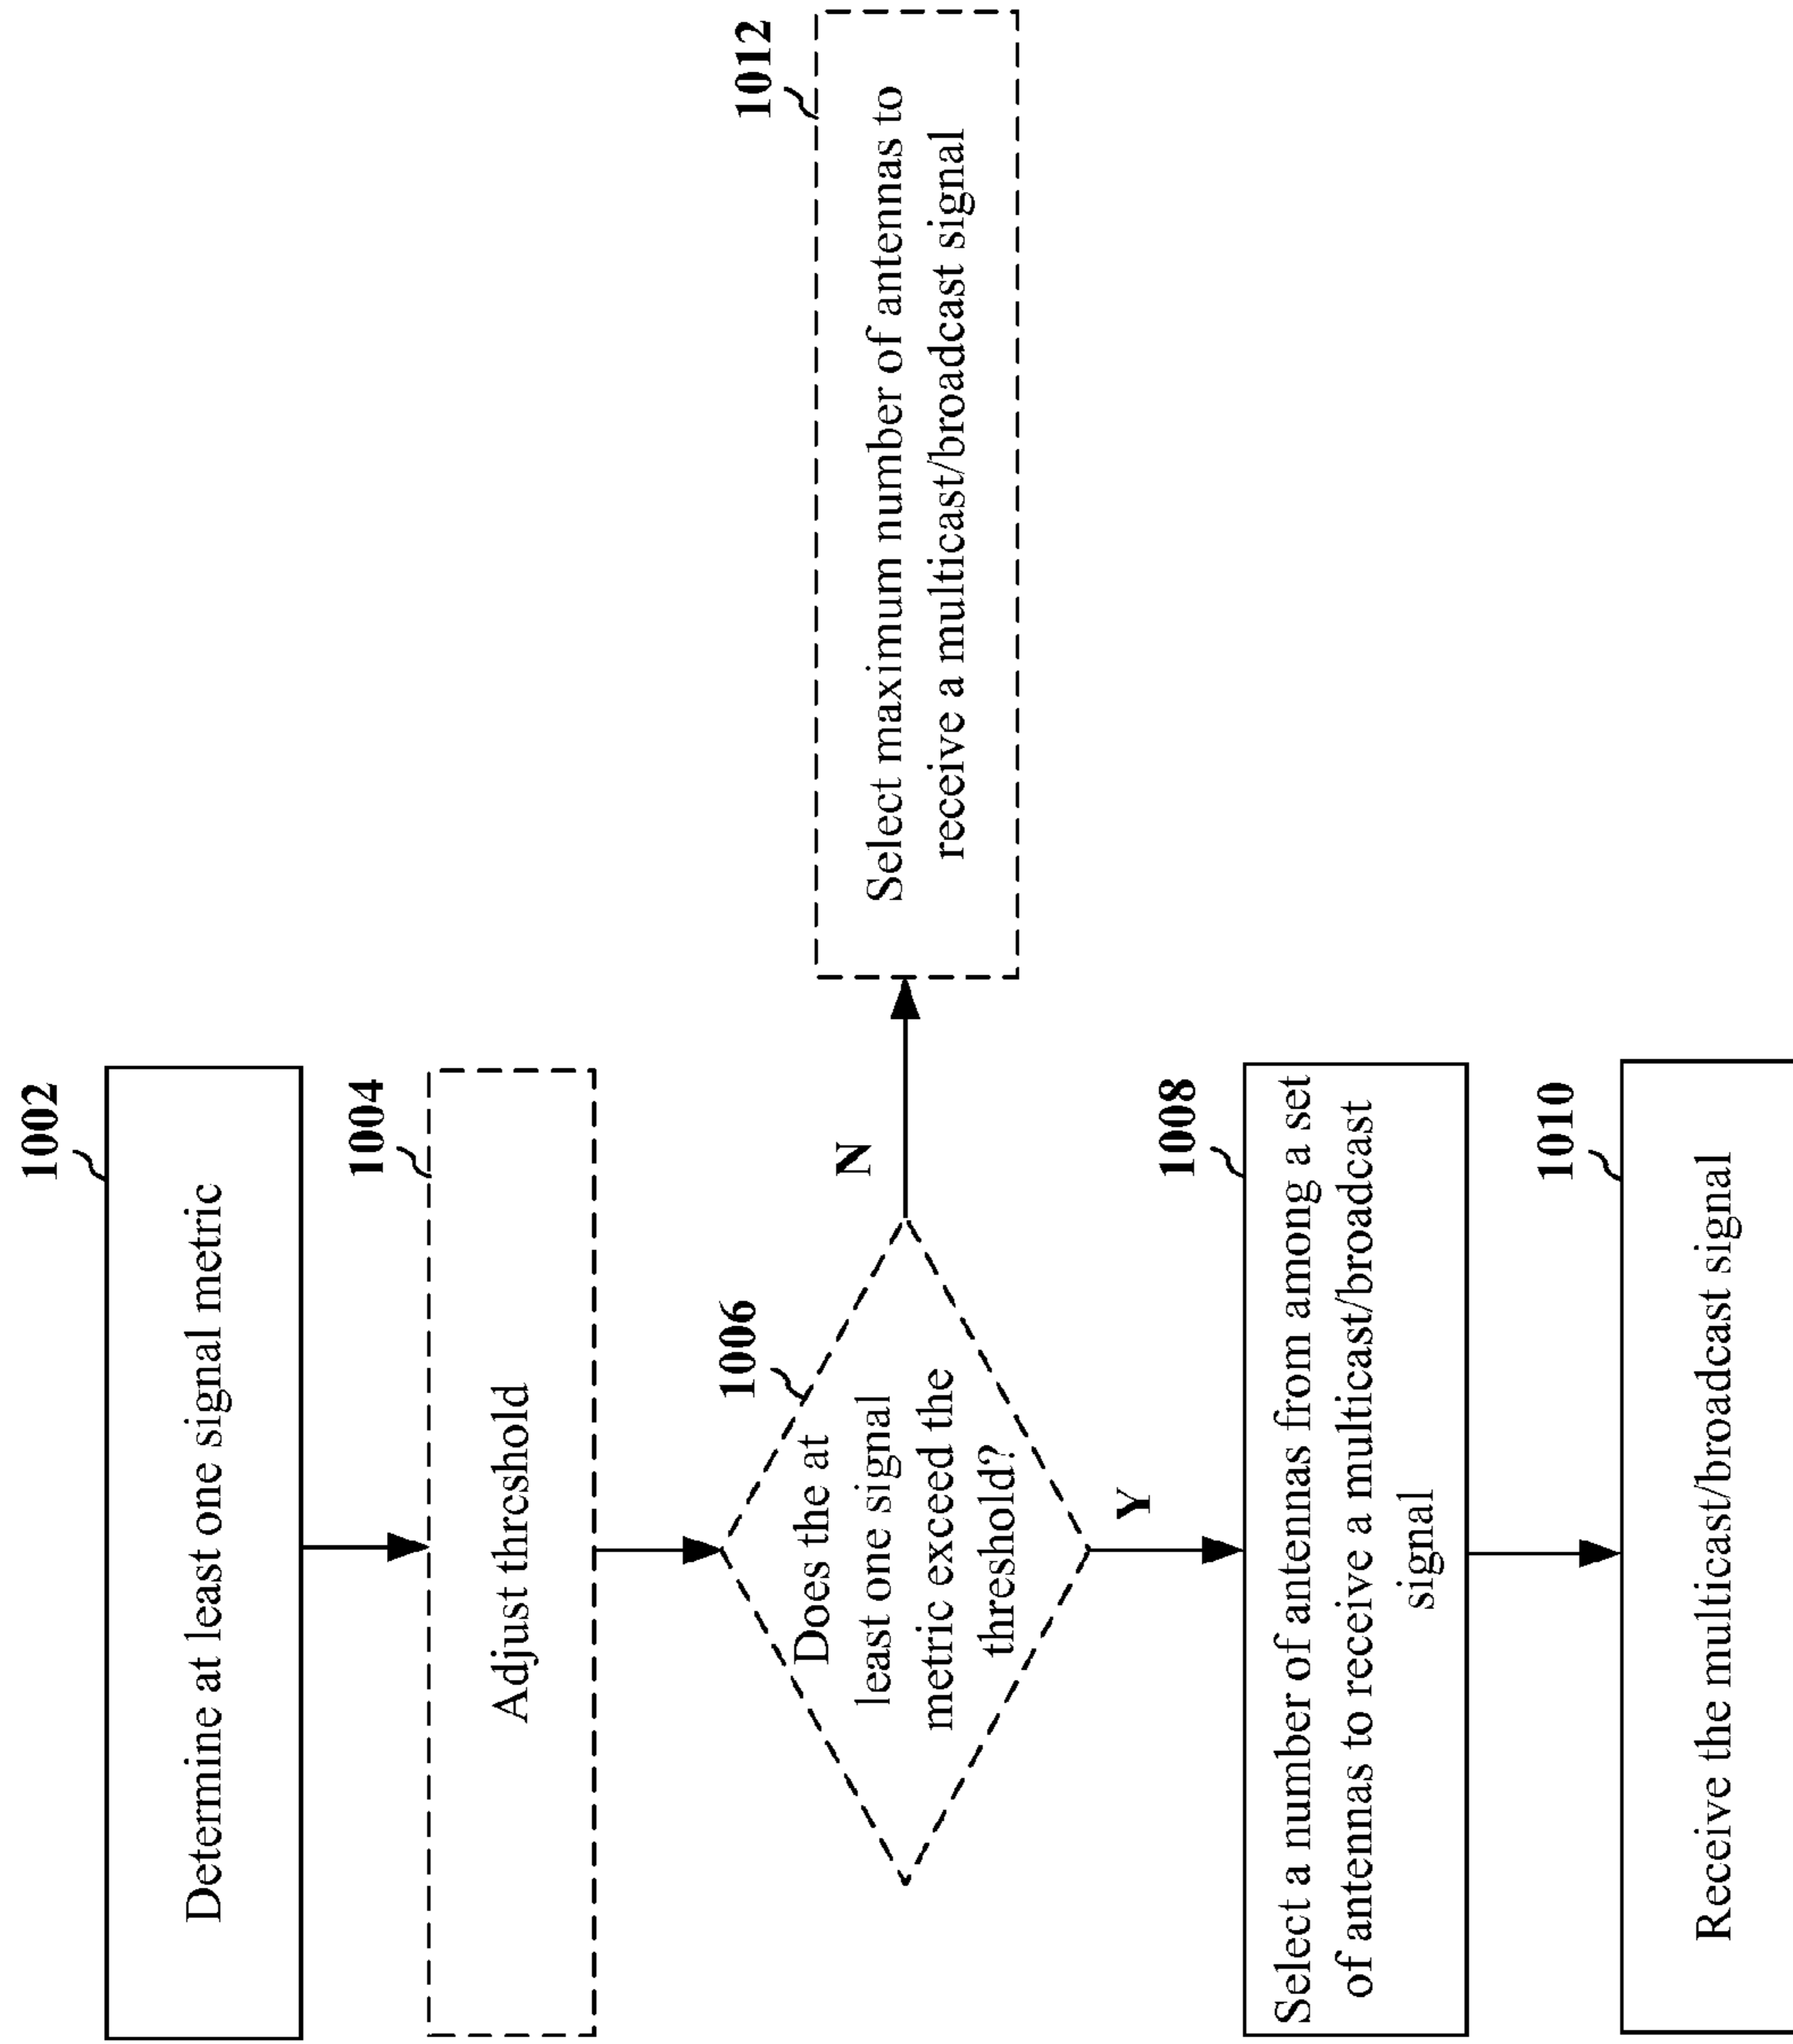 1002
Determine at least one signal metric
1004
Adjust threshold
1006
Does the at
least one signal
metric exceed the
threshold?
N
1012
Select maximum number of antennas to
receive a multicast/broadcast signal
Y
1008
Select a number of antennas from among a set
of antennas to receive a multicast/broadcast
signal
1010
Receive the multicast/broadcast signal